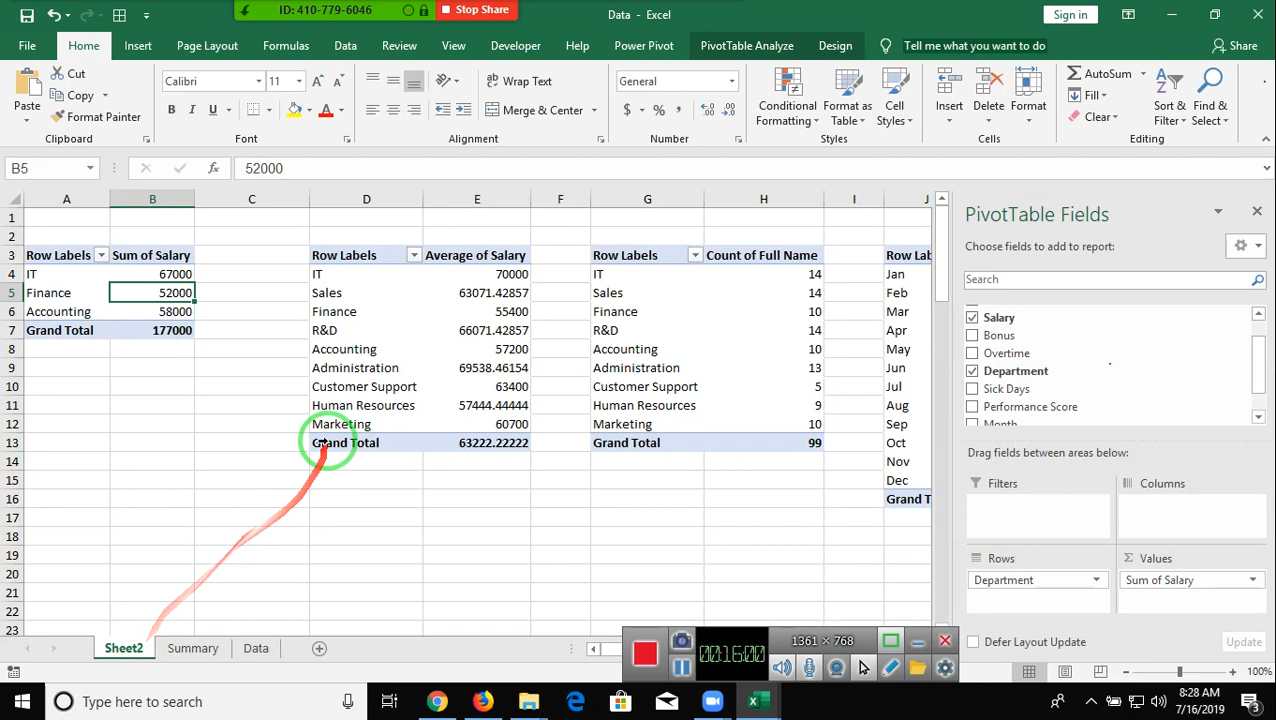 ID: 410-779-6046
Stop Share
Data - Excel
Sign in
File
Home
Insert
Page Layout
Formulas
Data
Review
View
Developer
Help
Power Pivot
PivotTable Analyze
Design
Tell me what you want to do
Share
Paste
Cut
Copy
Format Painter
Clipboard
Calibri
11
B I U
Font
Wrap Text
Merge & Center
Alignment
General
$ % ,
Number
Conditional Formatting
Format as Table
Cell Styles
Styles
Insert
Delete
Format
Cells
AutoSum
Fill
Clear
Sort & Filter
Find & Select
Editing
B5
fx
52000
A B C D E F G H I J
1
2
3 Row Labels Sum of Salary Row Labels Average of Salary Row Labels Count of Full Name Row Lab
4 IT 67000 IT 70000 IT 14 Jan
5 Finance 52000 Sales 63071.42857 Sales 14 Feb
6 Accounting 58000 Finance 55400 Finance 10 Mar
7 Grand Total 177000 R&D 66071.42857 R&D 14 Apr
8 Accounting 57200 Accounting 10 May
9 Administration 69538.46154 Administration 13 Jun
10 Customer Support 63400 Customer Support 5 Jul
11 Human Resources 57444.44444 Human Resources 9 Aug
12 Marketing 60700 Marketing 10 Sep
13 Grand Total 63222.22222 Grand Total 99 Oct
14 Nov
15 Dec
16 Grand T
17
18
19
20
21
22
23
PivotTable Fields
Choose fields to add to report:
Search
Salary
Bonus
Overtime
Department
Sick Days
Performance Score
Month
Drag fields between areas below:
Filters
Columns
Rows
Σ Values
Department
Sum of Salary
Defer Layout Update
Update
Sheet2
Summary
Data
00:16:00
1361 × 768
100%
Type here to search
8:28 AM
7/16/2019
3